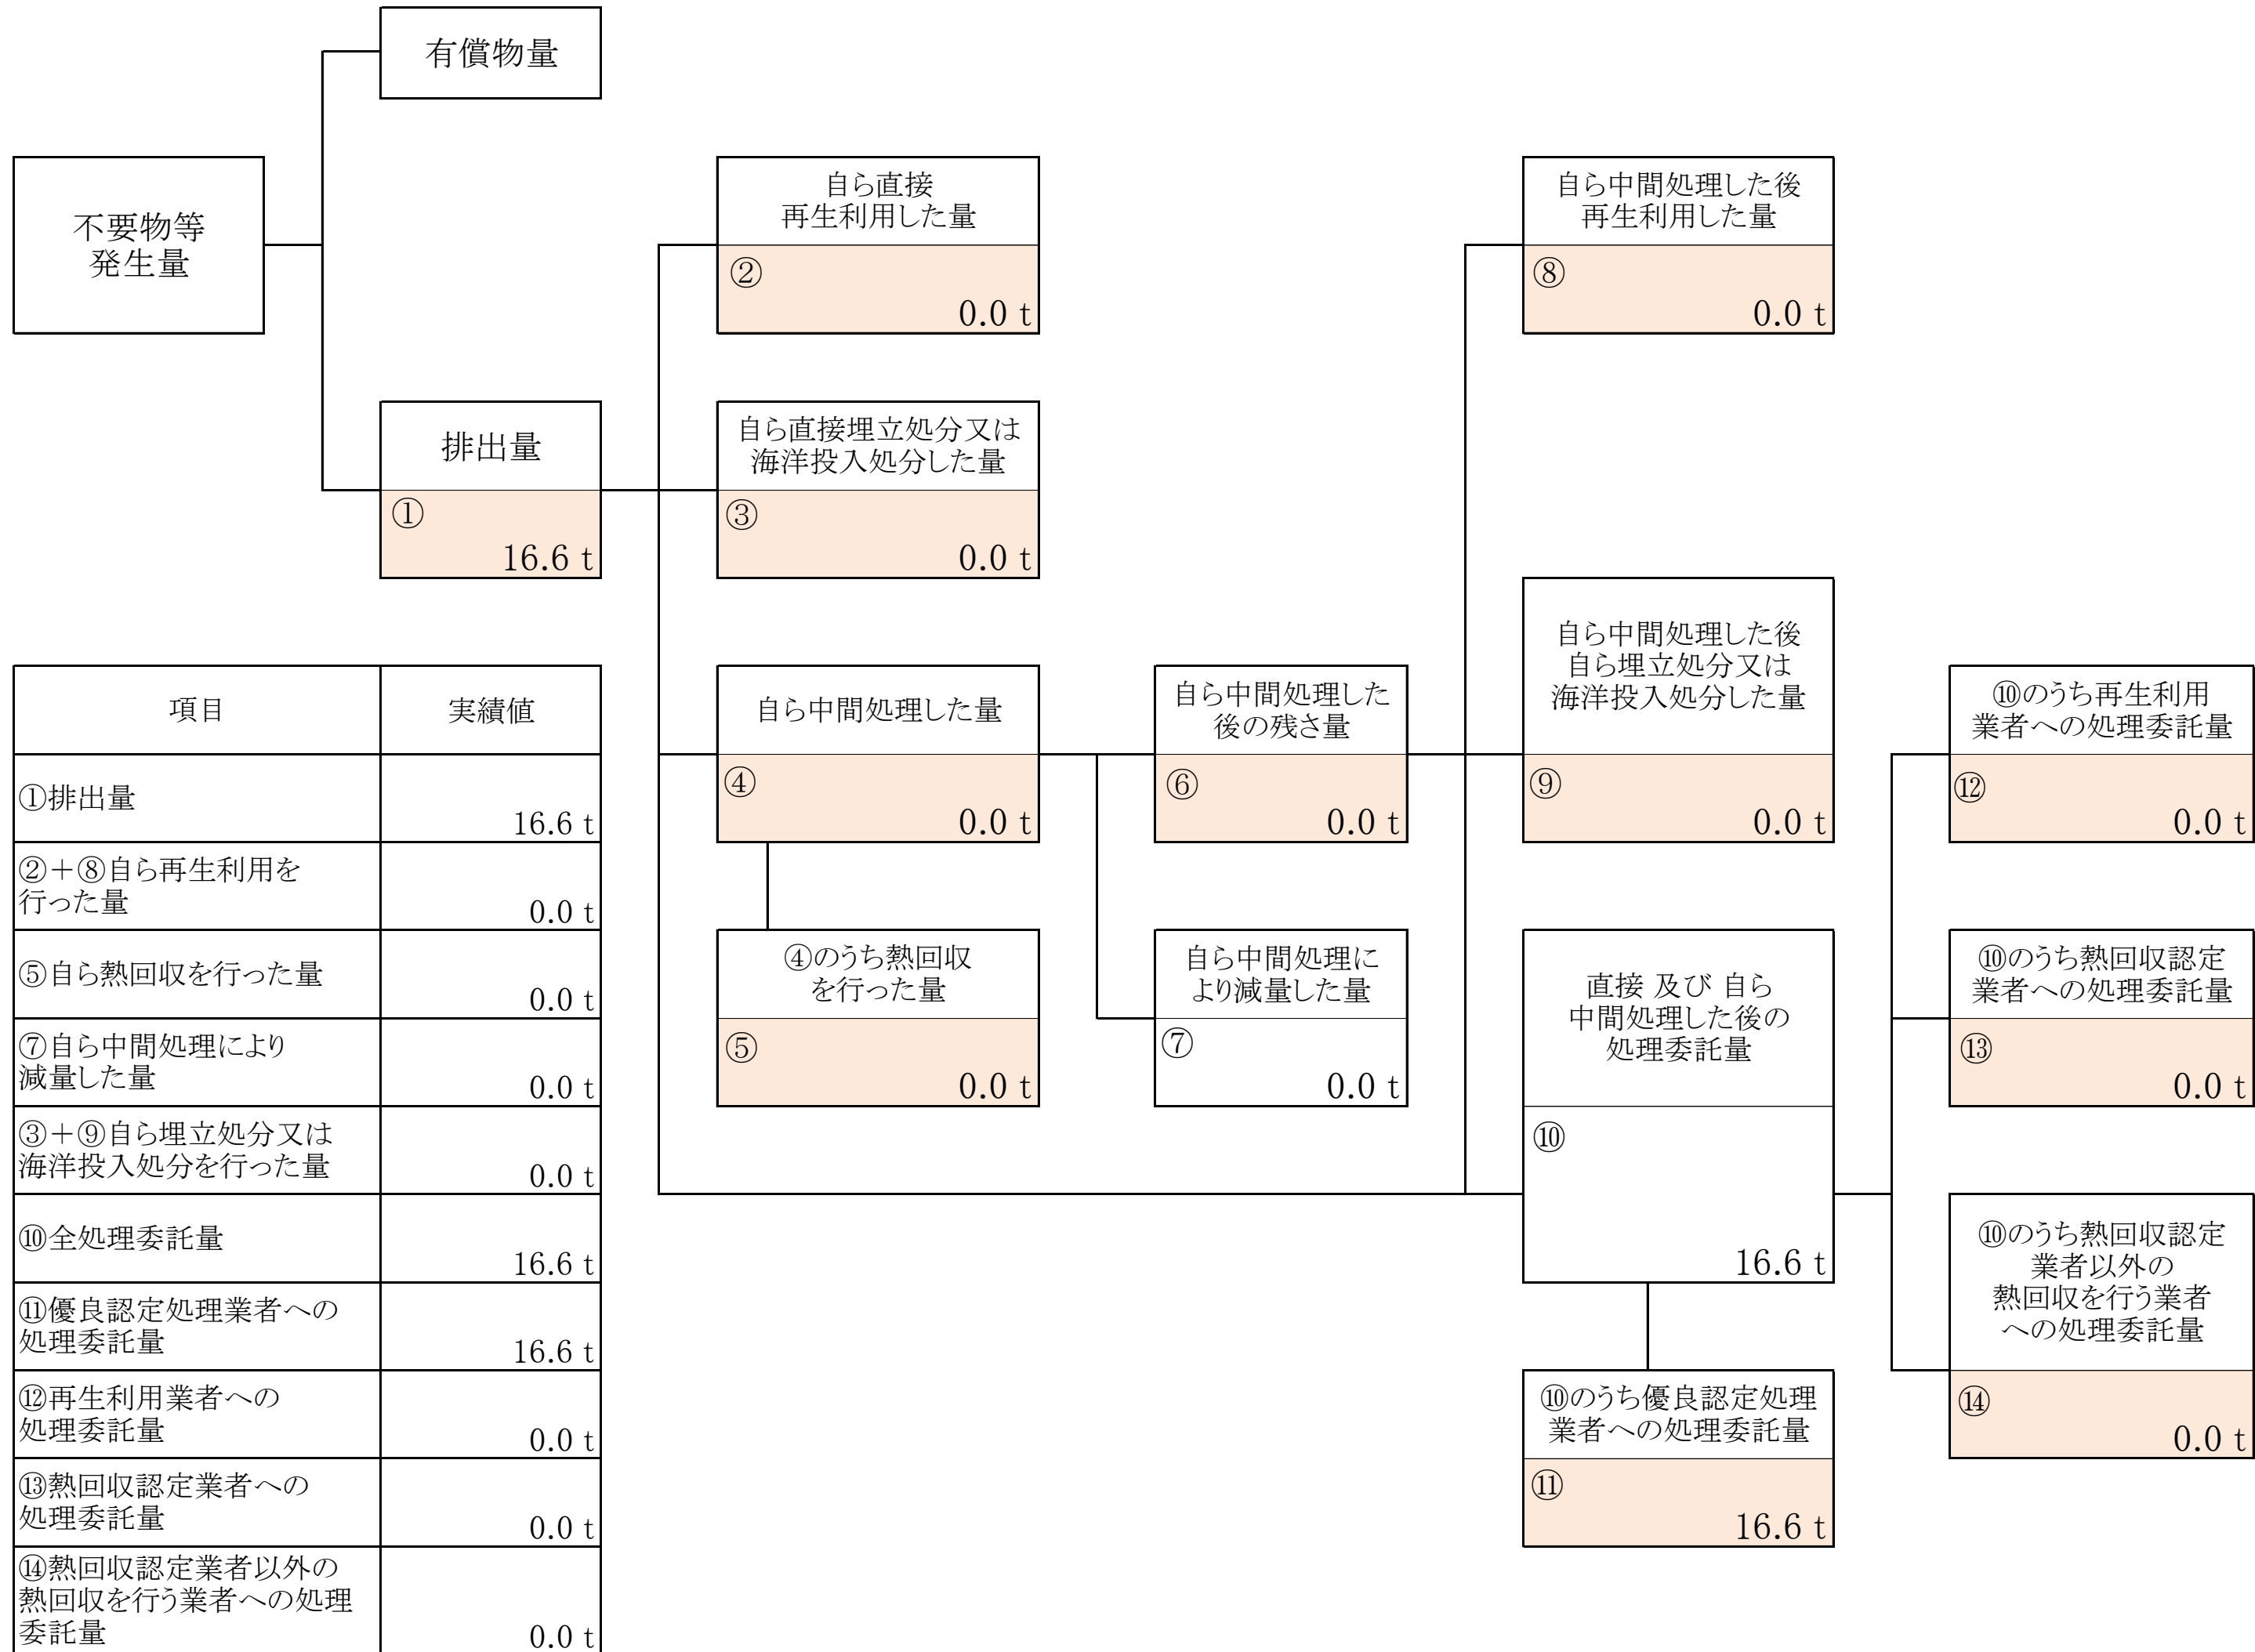 有償物量
不要物等
発生量
排出量
①
16.6 t
自ら直接
再生利用した量
②
0.0 t
自ら直接埋立処分又は
海洋投入処分した量
③
0.0 t
自ら中間処理した量
④
0.0 t
④のうち熱回収
を行った量
⑤
0.0 t
自ら中間処理した
後の残さ量
⑥
0.0 t
自ら中間処理に
より減量した量
⑦
0.0 t
自ら中間処理した後
再生利用した量
⑧
0.0 t
自ら中間処理した後
自ら埋立処分又は
海洋投入処分した量
⑨
0.0 t
直接 及び 自ら
中間処理した後の
処理委託量
⑩
16.6 t
⑩のうち優良認定処理
業者への処理委託量
⑪
16.6 t
⑩のうち再生利用
業者への処理委託量
⑫
0.0 t
⑩のうち熱回収認定
業者への処理委託量
⑬
0.0 t
⑩のうち熱回収認定
業者以外の
熱回収を行う業者
への処理委託量
⑭
0.0 t
項目 実績値
①排出量
16.6 t
②＋⑧自ら再生利用を
行った量
0.0 t
⑤自ら熱回収を行った量
0.0 t
⑦自ら中間処理により
減量した量
0.0 t
③＋⑨自ら埋立処分又は
海洋投入処分を行った量
0.0 t
⑩全処理委託量
16.6 t
⑪優良認定処理業者への
処理委託量
16.6 t
⑫再生利用業者への
処理委託量
0.0 t
⑬熱回収認定業者への
処理委託量
0.0 t
⑭熱回収認定業者以外の
熱回収を行う業者への処理
委託量
0.0 t